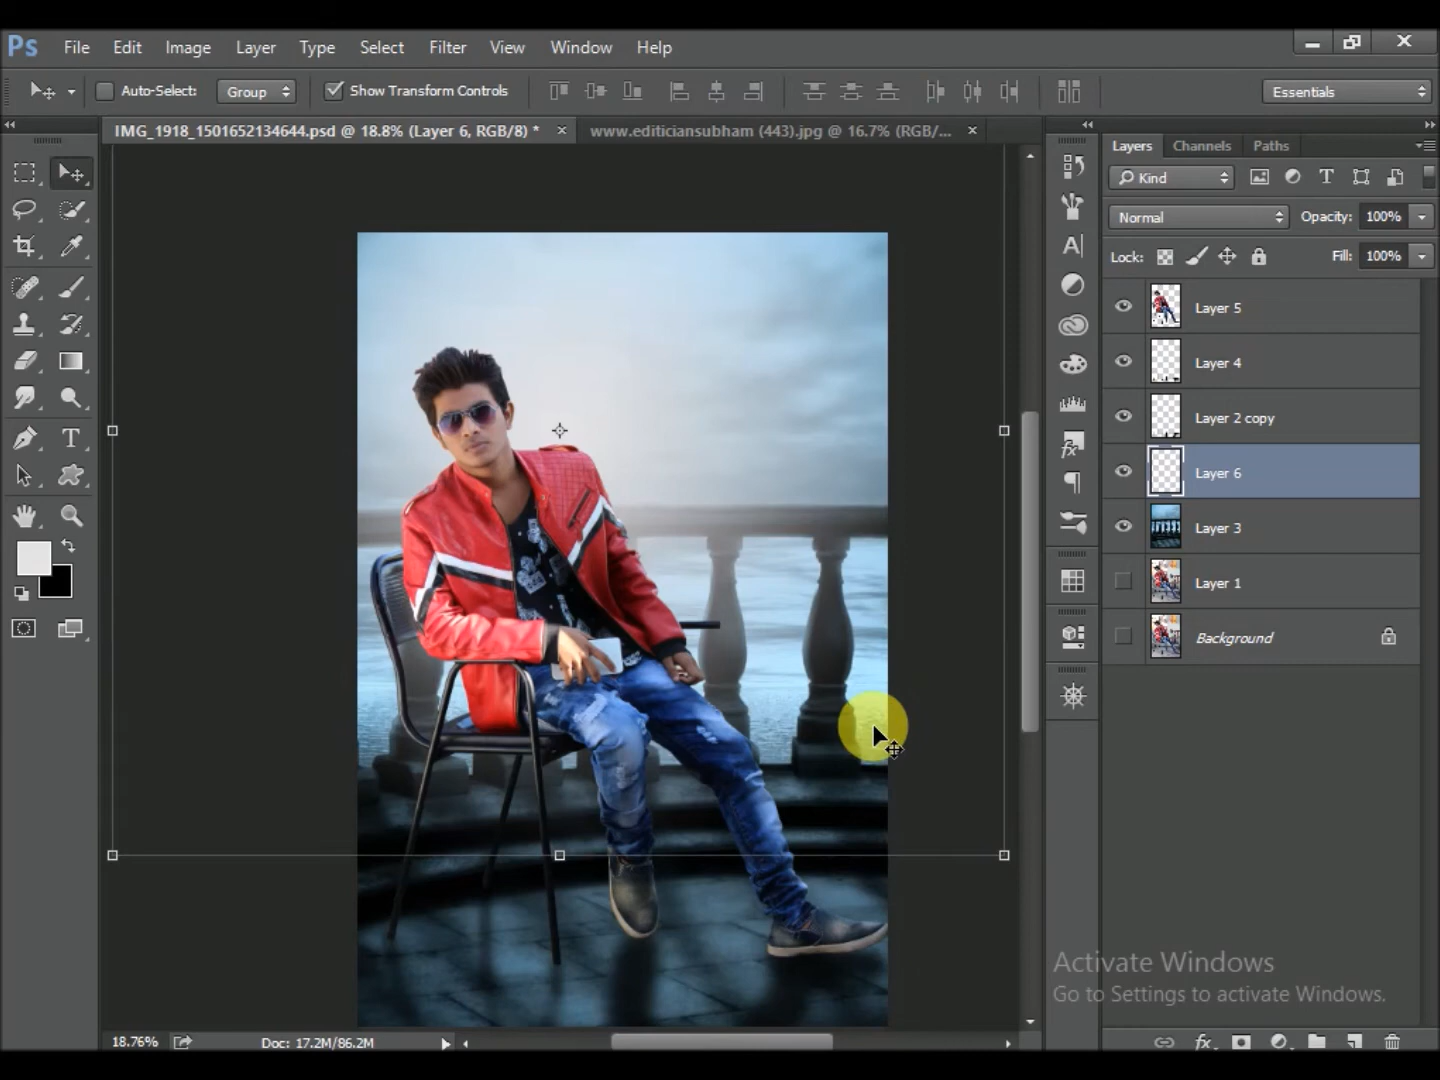 Ps File Edit Image Layer Type Select Filter View Window Help
Auto-Select: Group Show Transform Controls Essentials
IMG_1918_1501652134644.psd @ 18.8% (Layer 6, RGB/8) * www.editiciansubham (443).jpg @ 16.7% (RGB/...
Layers Channels Paths
Kind
Normal Opacity: 100%
Lock: Fill: 100%
Layer 5
Layer 4
Layer 2 copy
Layer 6
Layer 3
Layer 1
Background
Activate Windows
Go to Settings to activate Windows.
18.76% Doc: 17.2M/86.2M